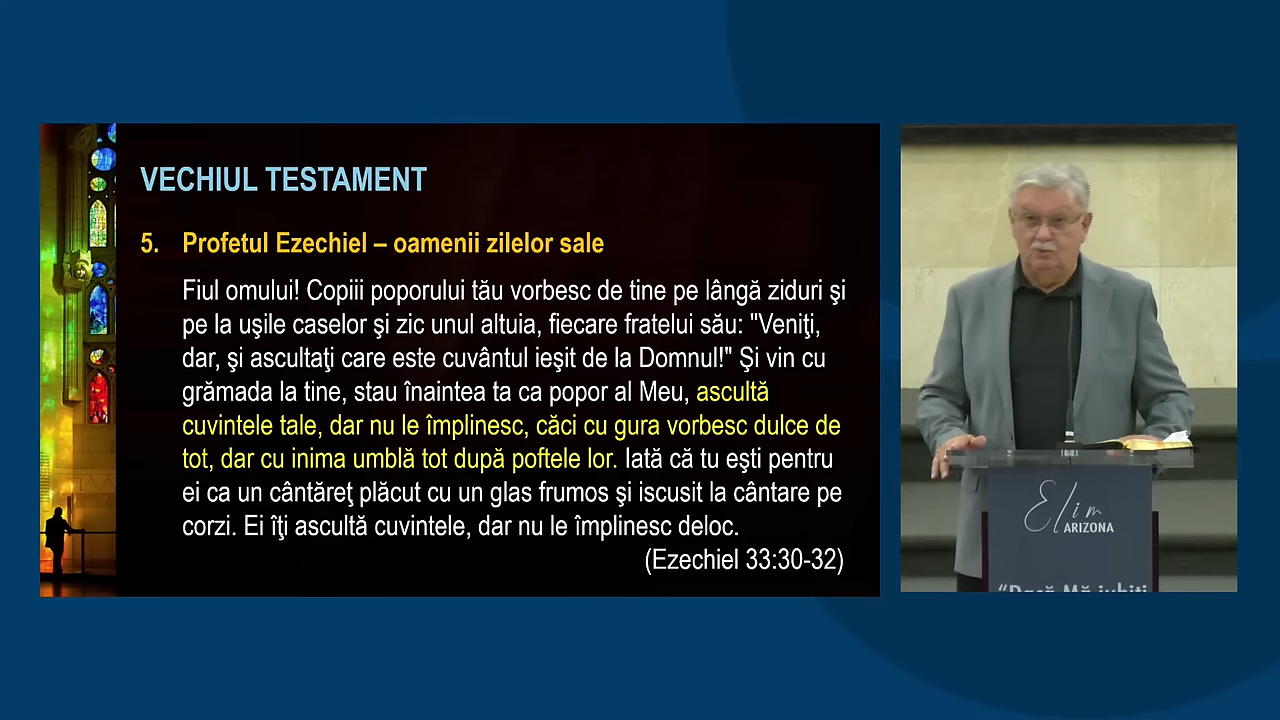 VECHIUL TESTAMENT
5. Profetul Ezechiel – oamenii zilelor sale
Fiul omului! Copiii poporului tău vorbesc de tine pe lângă ziduri şi
pe la uşile caselor şi zic unul altuia, fiecare fratelui său: "Veniţi,
dar, şi ascultaţi care este cuvântul ieşit de la Domnul!" Şi vin cu
grămada la tine, stau înaintea ta ca popor al Meu, ascultă
cuvintele tale, dar nu le împlinesc, căci cu gura vorbesc dulce de
tot, dar cu inima umblă tot după poftele lor. Iată că tu eşti pentru
ei ca un cântăreţ plăcut cu un glas frumos şi iscusit la cântare pe
corzi. Ei îţi ascultă cuvintele, dar nu le împlinesc deloc.
(Ezechiel 33:30-32)
Elim
ARIZONA
“Dacă Mă iubiţi